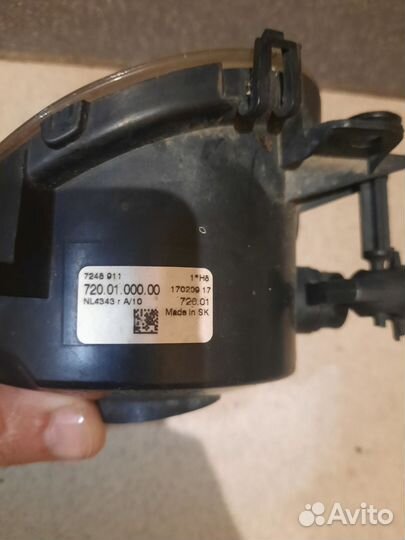 7248 911 1*H8
720.01.000.00 170209 17
NL4343 r A/10 726.01
Made in SK
Avito